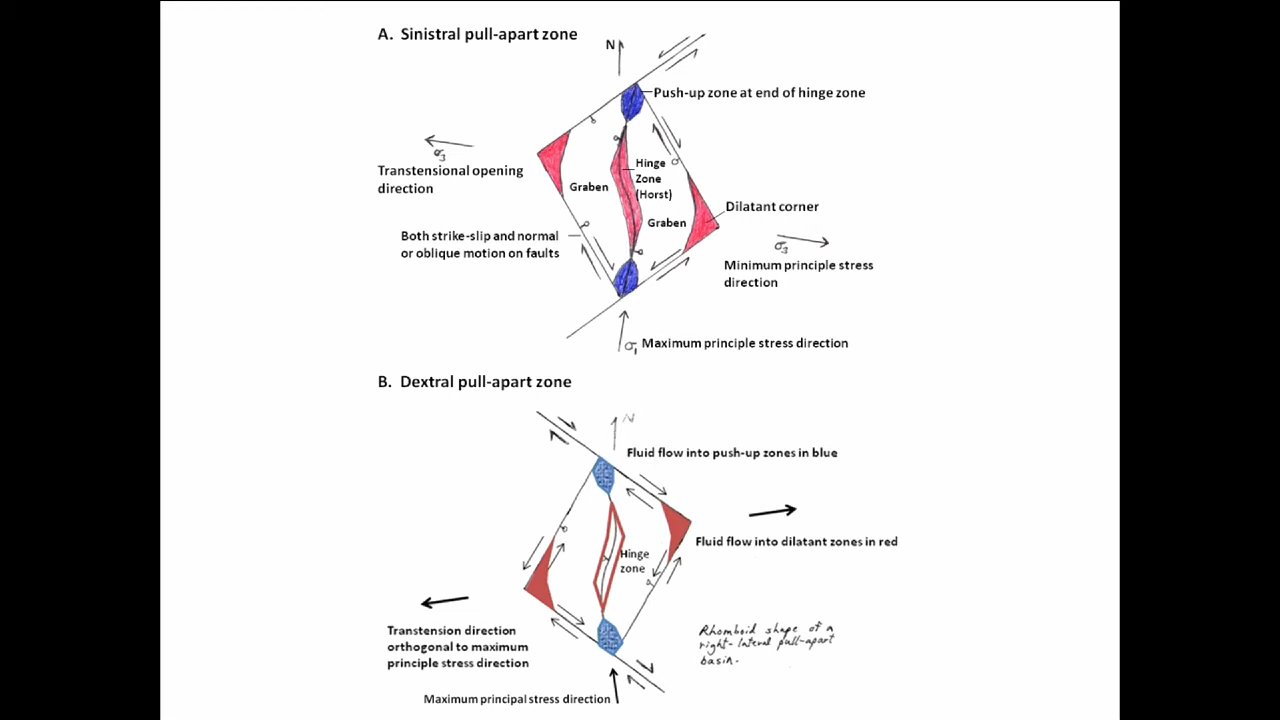 A. Sinistral pull-apart zone
N
Push-up zone at end of hinge zone
σ3
Transtensional opening
direction
Hinge
Zone
(Horst)
Graben
Graben
Dilatant corner
Both strike-slip and normal
or oblique motion on faults
σ3
Minimum principle stress
direction
σ1 Maximum principle stress direction
B. Dextral pull-apart zone
N
Fluid flow into push-up zones in blue
Fluid flow into dilatant zones in red
Hinge
zone
Transtension direction
orthogonal to maximum
principle stress direction
Rhomboid shape of a
right-lateral pull-apart
basin.
Maximum principal stress direction